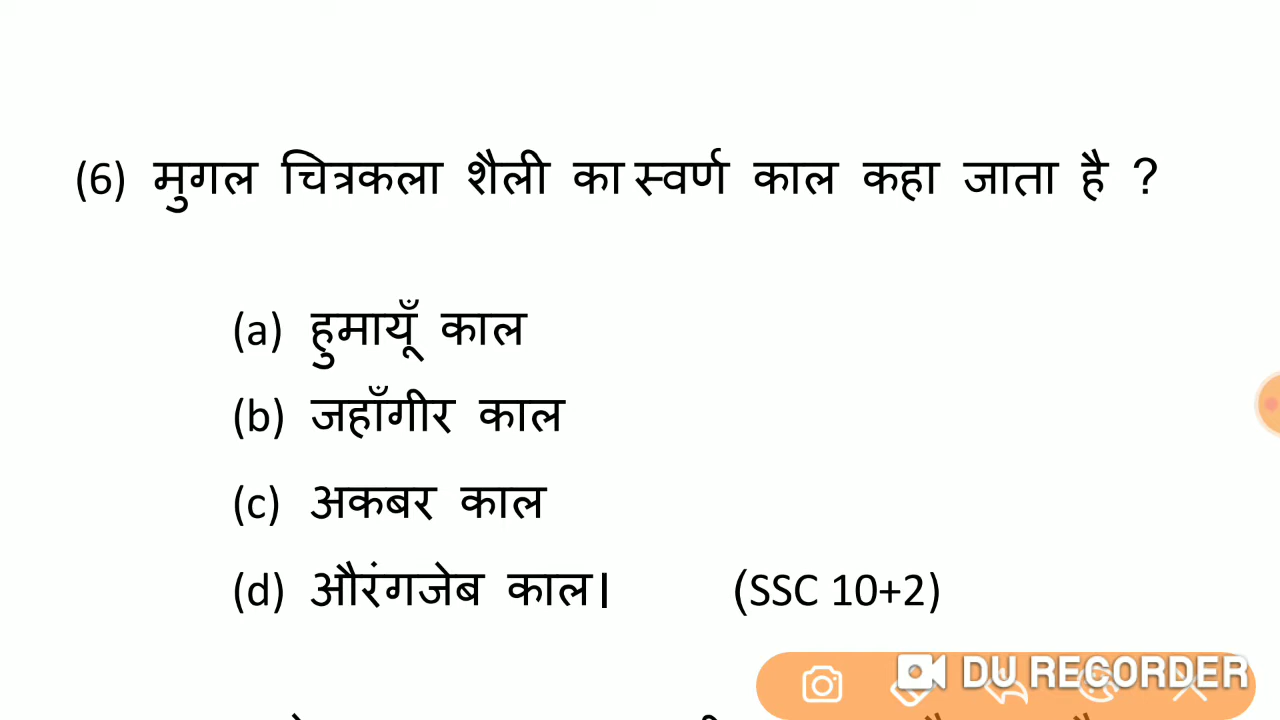 (6) मुगल चित्रकला शैली का स्वर्ण काल कहा जाता है ?
(a) हुमायूँ काल
(b) जहाँगीर काल
(c) अकबर काल
(d) औरंगजेब काल। (SSC 10+2)
DU RECORDER